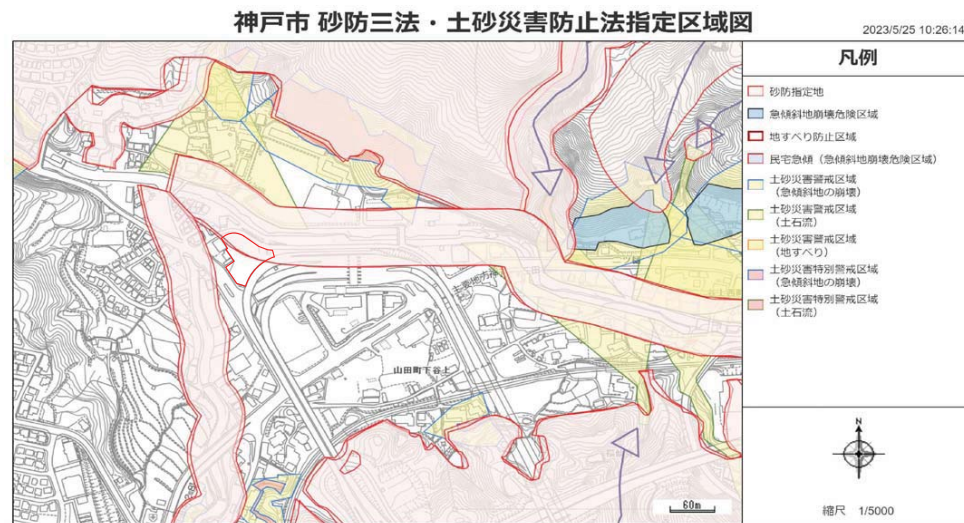 神戸市 砂防三法・土砂災害防止法指定区域図
2023/5/25 10:26:14
凡例
砂防指定地
急傾斜地崩壊危険区域
地すべり防止区域
民宅急傾（急傾斜地崩壊危険区域）
土砂災害警戒区域
（急傾斜地の崩壊）
土砂災害警戒区域
（土石流）
土砂災害警戒区域
（地すべり）
土砂災害特別警戒区域
（急傾斜地の崩壊）
土砂災害特別警戒区域
（土石流）
山田町下谷上
60m
N
縮尺 1/5000